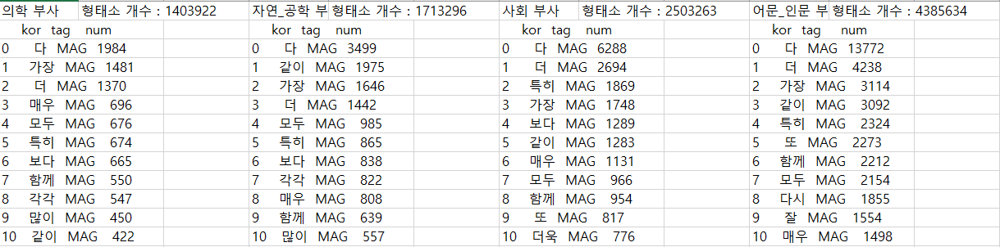 의학 부사 형태소 개수 : 1403922 자연_공학 부 형태소 개수 : 1713296 사회 부사 형태소 개수 : 2503263 어문_인문 부 형태소 개수 : 4385634
kor tag num kor tag num kor tag num kor tag num
0 다 MAG 1984 0 다 MAG 3499 0 다 MAG 6288 0 다 MAG 13772
1 가장 MAG 1481 1 같이 MAG 1975 1 더 MAG 2694 1 더 MAG 4238
2 더 MAG 1370 2 가장 MAG 1646 2 특히 MAG 1869 2 가장 MAG 3114
3 매우 MAG 696 3 더 MAG 1442 3 가장 MAG 1748 3 같이 MAG 3092
4 모두 MAG 676 4 모두 MAG 985 4 보다 MAG 1289 4 특히 MAG 2324
5 특히 MAG 674 5 특히 MAG 865 5 같이 MAG 1283 5 또 MAG 2273
6 보다 MAG 665 6 보다 MAG 838 6 매우 MAG 1131 6 함께 MAG 2212
7 함께 MAG 550 7 각각 MAG 822 7 모두 MAG 966 7 모두 MAG 2154
8 각각 MAG 547 8 매우 MAG 808 8 함께 MAG 954 8 다시 MAG 1855
9 많이 MAG 450 9 함께 MAG 639 9 또 MAG 817 9 잘 MAG 1554
10 같이 MAG 422 10 많이 MAG 557 10 더욱 MAG 776 10 매우 MAG 1498